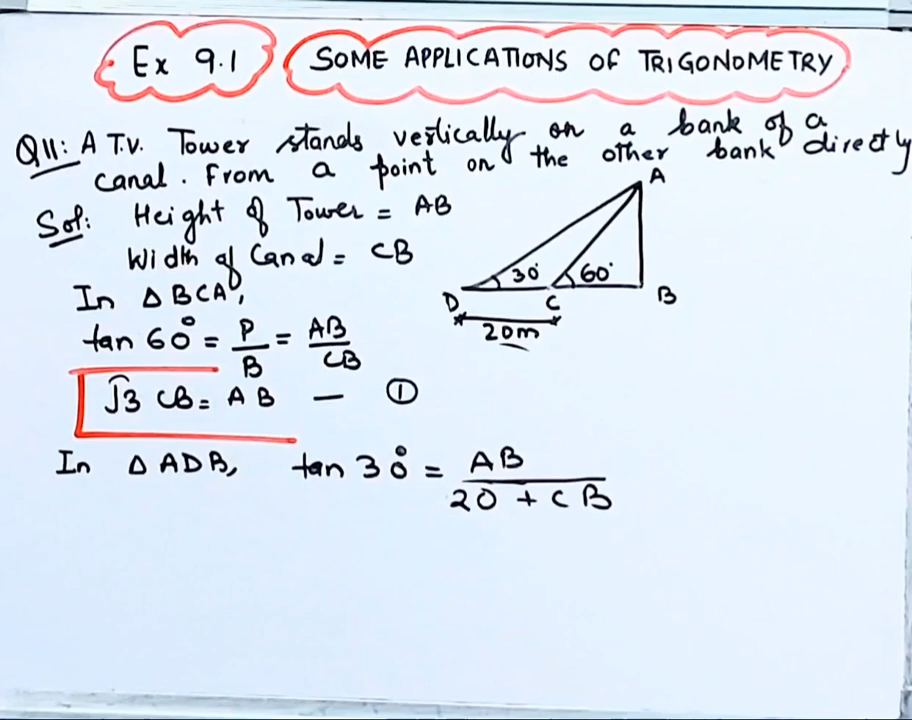 Ex 9.1 SOME APPLICATIONS OF TRIGONOMETRY
Q11: A T.V. Tower stands vertically on a bank of a
canal. From a point on the other bank directly
Sol: Height of Tower = AB
Width of Canal = CB
In △BCA,
tan 60° = P/B = AB/CB
√3 CB = AB — ①
In △ADB, tan 30° = AB/20 + CB
A
30° 60°
D C B
20m